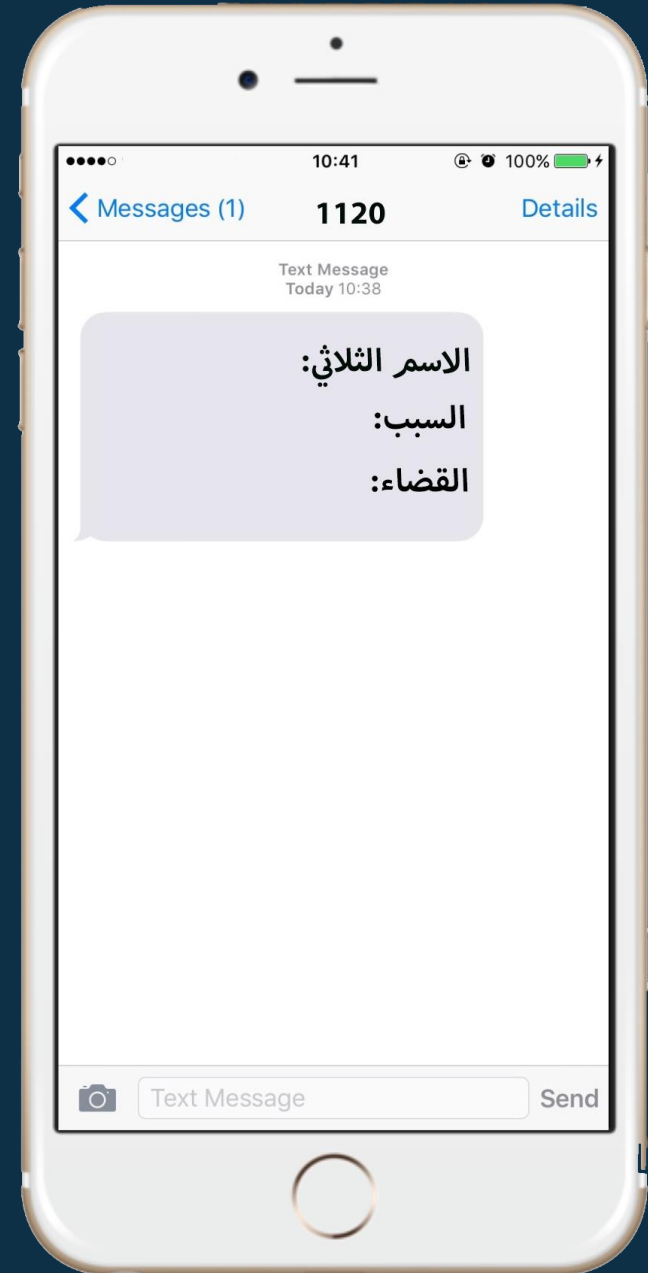 10:41 100%
Messages (1) 1120 Details
Text Message
Today 10:38
الاسم الثلاثي:
السبب:
القضاء:
Text Message Send